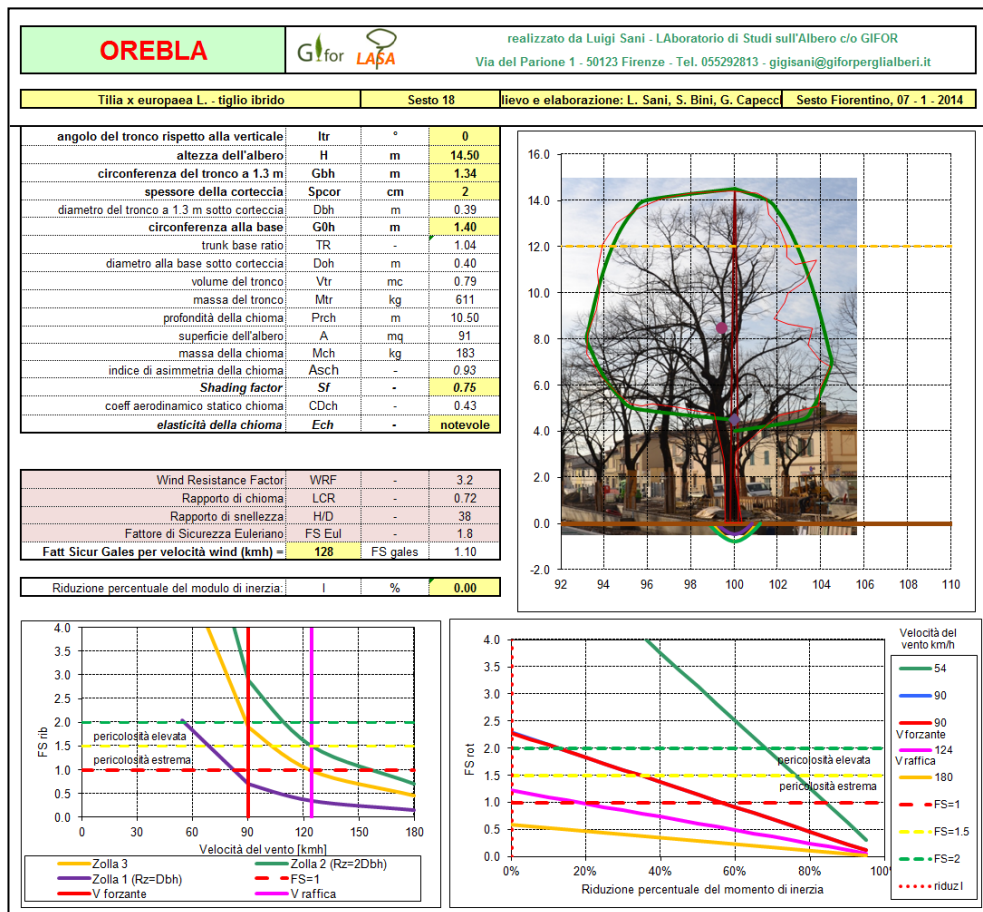 OREBLA
Gifor LASA
realizzato da Luigi Sani - LAboratorio di Studi sull'Albero c/o GIFOR
Via del Parione 1 - 50123 Firenze - Tel. 055292813 - gigisani@giforperglialberi.it
Tilia x europaea L. - tiglio ibrido Sesto 18 lievo e elaborazione: L. Sani, S. Bini, G. Capecc Sesto Fiorentino, 07 - 1 - 2014
angolo del tronco rispetto alla verticale Itr ° 0
altezza dell'albero H m 14.50
circonferenza del tronco a 1.3 m Gbh m 1.34
spessore della corteccia Spcor cm 2
diametro del tronco a 1.3 m sotto corteccia Dbh m 0.39
circonferenza alla base G0h m 1.40
trunk base ratio TR - 1.04
diametro alla base sotto corteccia Doh m 0.40
volume del tronco Vtr mc 0.79
massa del tronco Mtr kg 611
profondità della chioma Prch m 10.50
superficie dell'albero A mq 91
massa della chioma Mch kg 183
indice di asimmetria della chioma Asch - 0.93
Shading factor Sf - 0.75
coeff aerodinamico statico chioma CDch - 0.43
elasticità della chioma Ech - notevole
Wind Resistance Factor WRF - 3.2
Rapporto di chioma LCR - 0.72
Rapporto di snellezza H/D - 38
Fattore di Sicurezza Euleriano FS Eul - 1.8
Fatt Sicur Gales per velocità wind (kmh) = 128 FS gales 1.10
Riduzione percentuale del modulo di inerzia: I % 0.00
16.0
14.0
12.0
10.0
8.0
6.0
4.0
2.0
0.0
-2.0
92 94 96 98 100 102 104 106 108 110
4.0
3.5
3.0
2.5
2.0
1.5
1.0
0.5
0.0
FS rib
pericolosità elevata
pericolosità estrema
0 30 60 90 120 150 180
Velocità del vento [kmh]
Zolla 3 Zolla 2 (Rz=2Dbh)
Zolla 1 (Rz=Dbh) FS=1
V forzante V raffica
4.0
3.5
3.0
2.5
2.0
1.5
1.0
0.5
0.0
FS rot
pericolosità elevata
pericolosità estrema
0% 20% 40% 60% 80% 100%
Riduzione percentuale del momento di inerzia
Velocità del
vento km/h
54
90
90
V forzante
124
V raffica
180
FS=1
FS=1.5
FS=2
riduz I